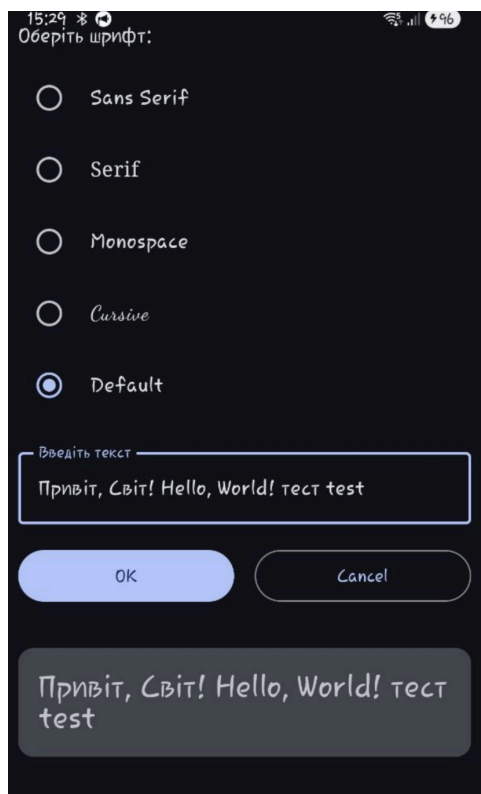 15:29 96
Оберіть шрифт:
Sans Serif
Serif
Monospace
Cursive
Default
Введіть текст
Привіт, Світ! Hello, World! тест test
OK Cancel
Привіт, Світ! Hello, World! тест
test